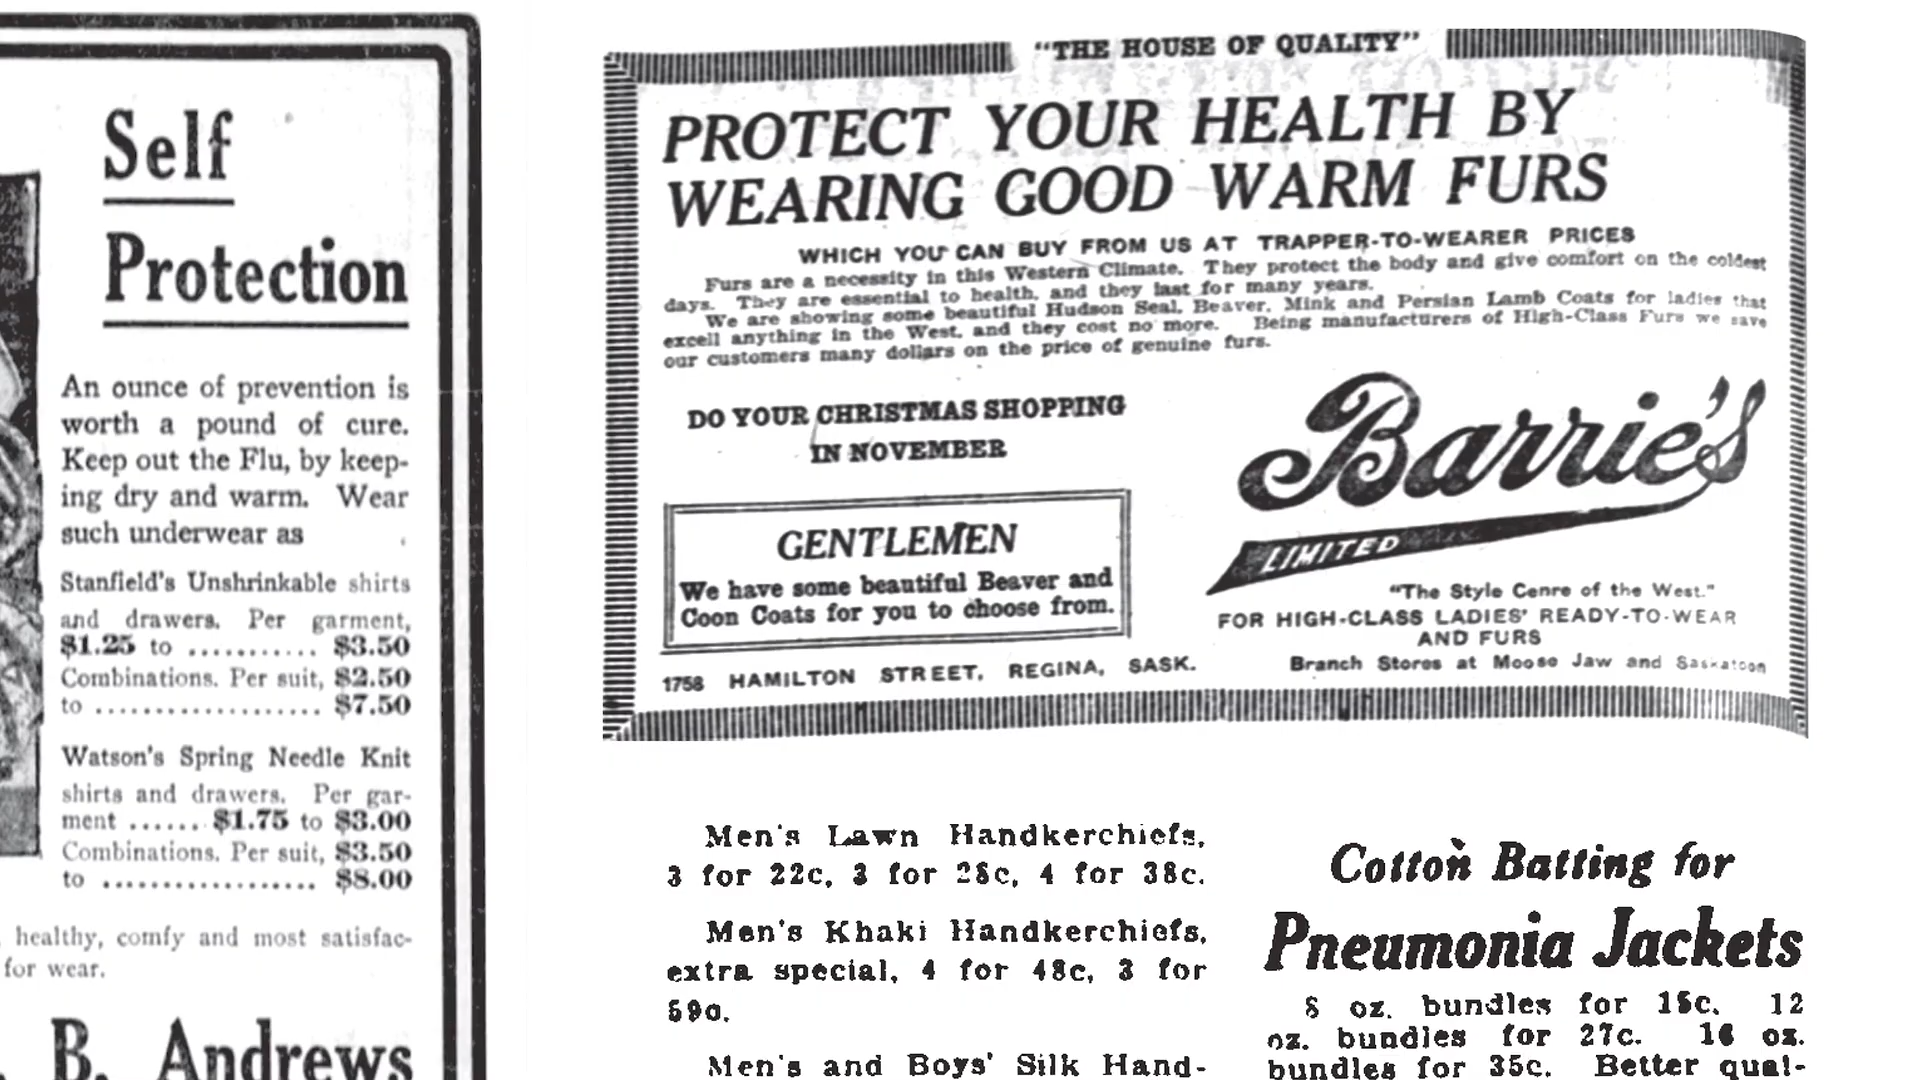 Self
Protection
An ounce of prevention is
worth a pound of cure.
Keep out the Flu, by keep-
ing dry and warm. Wear
such underwear as
Stanfield's Unshrinkable shirts
and drawers. Per garment,
$1.25 to ........... $3.50
Combinations. Per suit, $2.50
to ................... $7.50
Watson's Spring Needle Knit
shirts and drawers. Per gar-
ment ...... $1.75 to $3.00
Combinations. Per suit, $3.50
to .................. $8.00
healthy, comfy and most satisfac-
for wear.
B. Andrews
"THE HOUSE OF QUALITY"
PROTECT YOUR HEALTH BY
WEARING GOOD WARM FURS
WHICH YOU CAN BUY FROM US AT TRAPPER-TO-WEARER PRICES
Furs are a necessity in this Western Climate. They protect the body and give comfort on the coldest
days. They are essential to health, and they last for many years.
We are showing some beautiful Hudson Seal, Beaver, Mink and Persian Lamb Coats for ladies that
excell anything in the West, and they cost no more. Being manufacturers of High-Class Furs we save
our customers many dollars on the price of genuine furs.
DO YOUR CHRISTMAS SHOPPING
IN NOVEMBER
GENTLEMEN
We have some beautiful Beaver and
Coon Coats for you to choose from.
1758 HAMILTON STREET, REGINA, SASK.
Barrie's
LIMITED
"The Style Cenre of the West."
FOR HIGH-CLASS LADIES' READY-TO-WEAR
AND FURS
Branch Stores at Moose Jaw and Saskatoon
Men's Lawn Handkerchiefs,
3 for 22c, 3 for 28c, 4 for 38c.
Men's Khaki Handkerchiefs,
extra special, 4 for 48c, 3 for
59c.
Men's and Boys' Silk Hand-
Cotton Batting for
Pneumonia Jackets
8 oz. bundles for 15c. 12
oz. bundles for 27c. 16 oz.
bundles for 35c. Better qual-